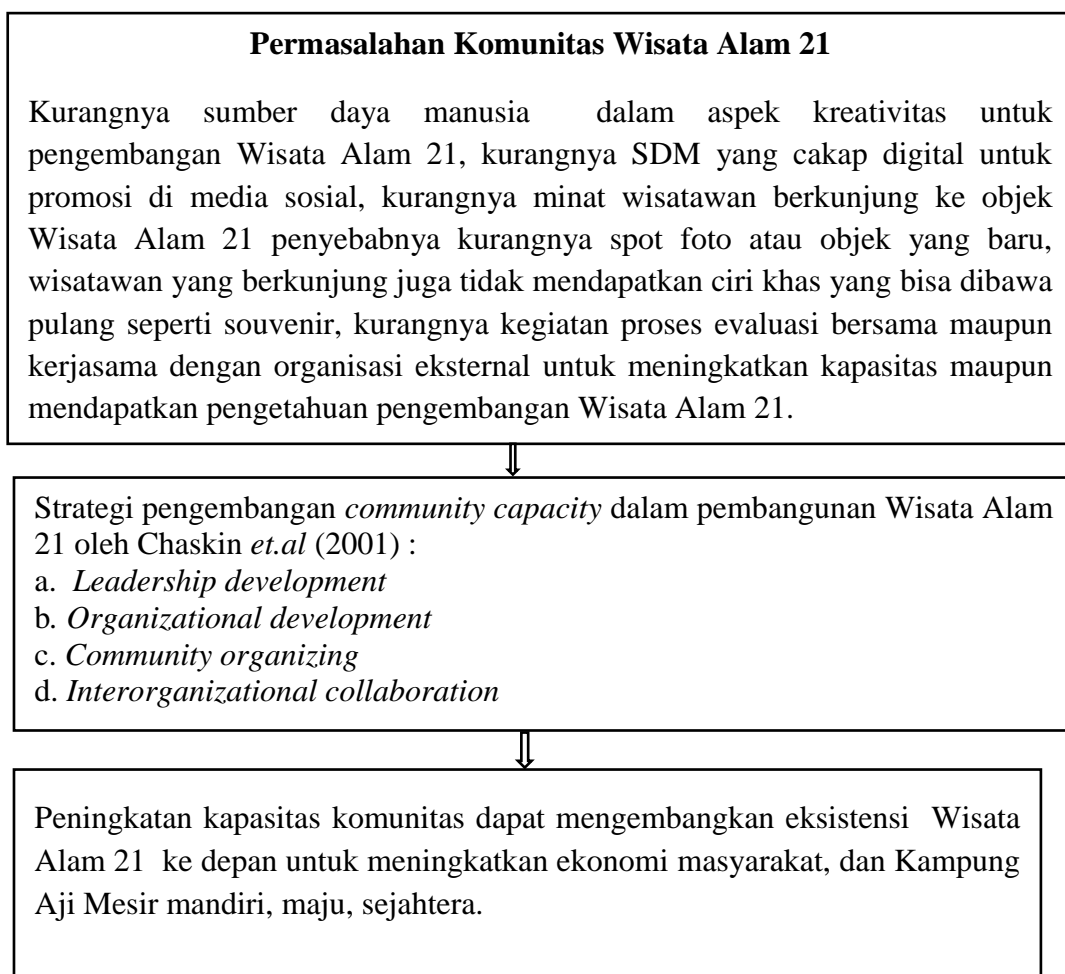 Permasalahan Komunitas Wisata Alam 21
Kurangnya sumber daya manusia dalam aspek kreativitas untuk
pengembangan Wisata Alam 21, kurangnya SDM yang cakap digital untuk
promosi di media sosial, kurangnya minat wisatawan berkunjung ke objek
Wisata Alam 21 penyebabnya kurangnya spot foto atau objek yang baru,
wisatawan yang berkunjung juga tidak mendapatkan ciri khas yang bisa dibawa
pulang seperti souvenir, kurangnya kegiatan proses evaluasi bersama maupun
kerjasama dengan organisasi eksternal untuk meningkatkan kapasitas maupun
mendapatkan pengetahuan pengembangan Wisata Alam 21.
Strategi pengembangan community capacity dalam pembangunan Wisata Alam
21 oleh Chaskin et.al (2001) :
a. Leadership development
b. Organizational development
c. Community organizing
d. Interorganizational collaboration
Peningkatan kapasitas komunitas dapat mengembangkan eksistensi Wisata
Alam 21 ke depan untuk meningkatkan ekonomi masyarakat, dan Kampung
Aji Mesir mandiri, maju, sejahtera.